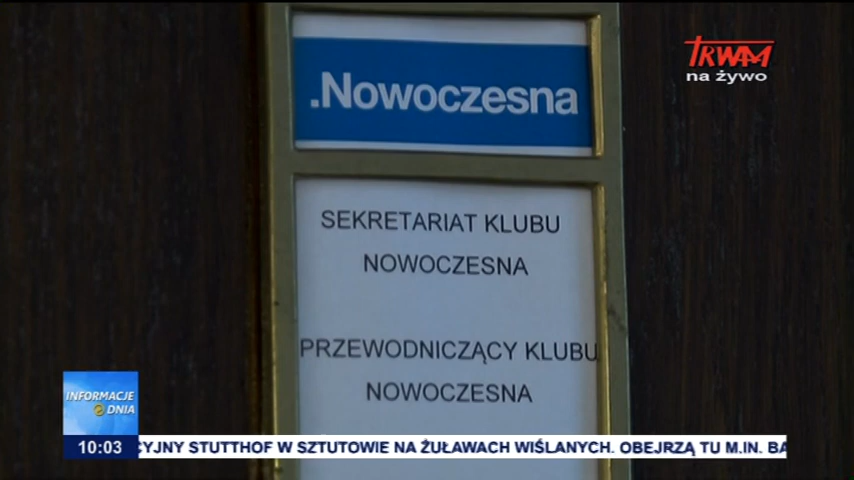 .Nowoczesna
TRWAM
na żywo
SEKRETARIAT KLUBU
NOWOCZESNA
PRZEWODNICZĄCY KLUBU
NOWOCZESNA
INFORMACJE
DNIA
10:03
CYJNY STUTTHOF W SZTUTOWIE NA ŻUŁAWACH WIŚLANYCH. OBEJRZĄ TU M.IN. BA